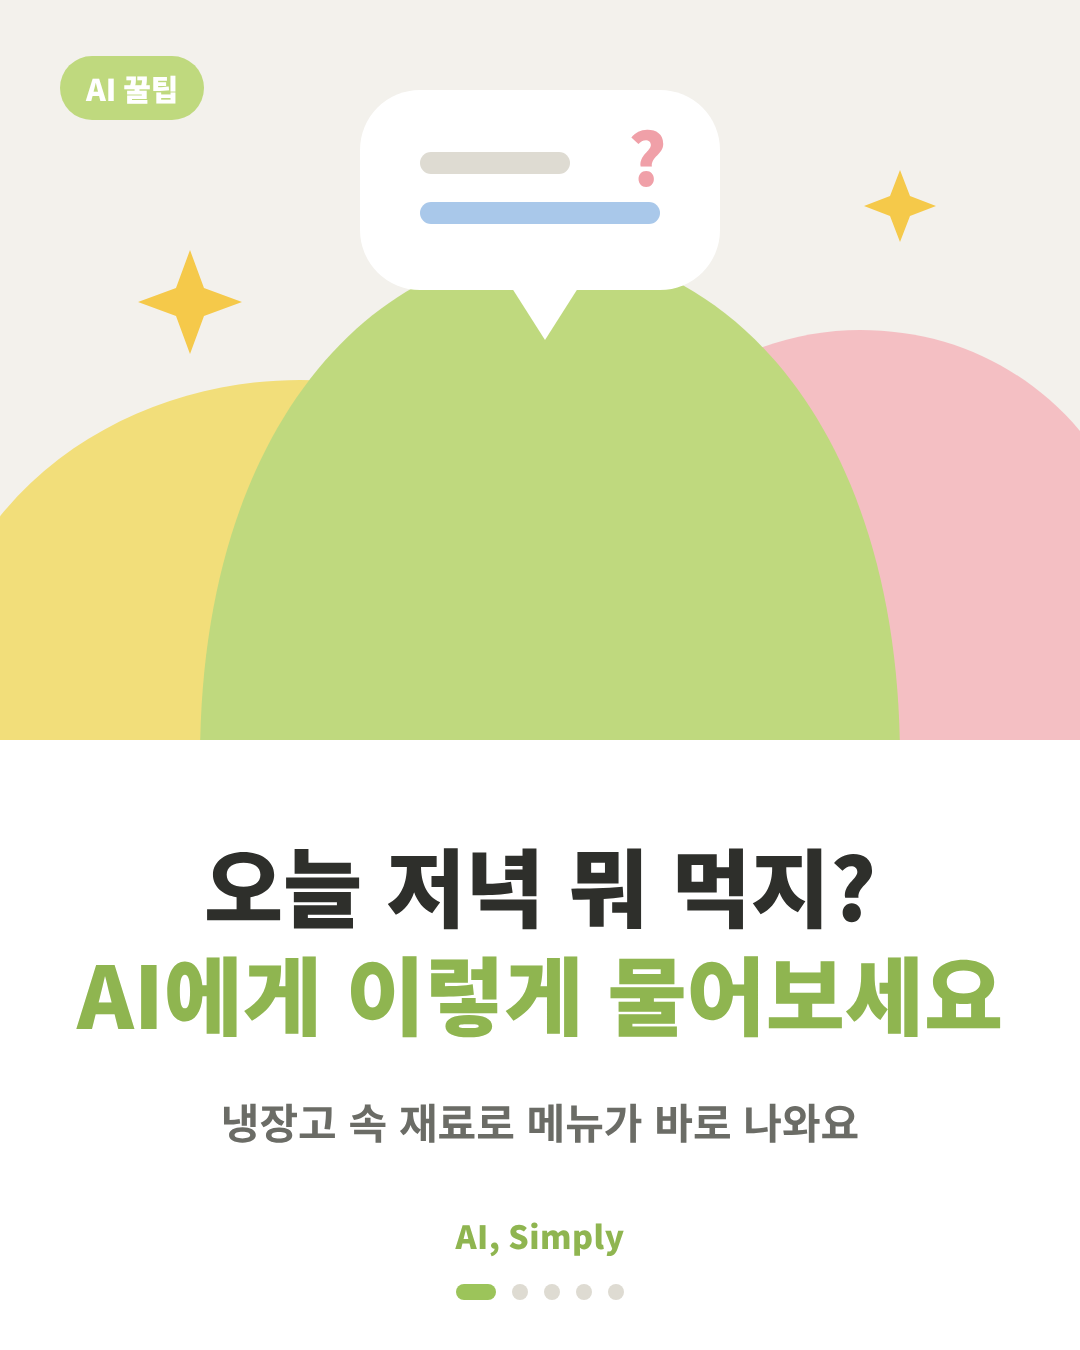 AI 꿀팁
?
오늘 저녁 뭐 먹지?
AI에게 이렇게 물어보세요
냉장고 속 재료로 메뉴가 바로 나와요
AI, Simply